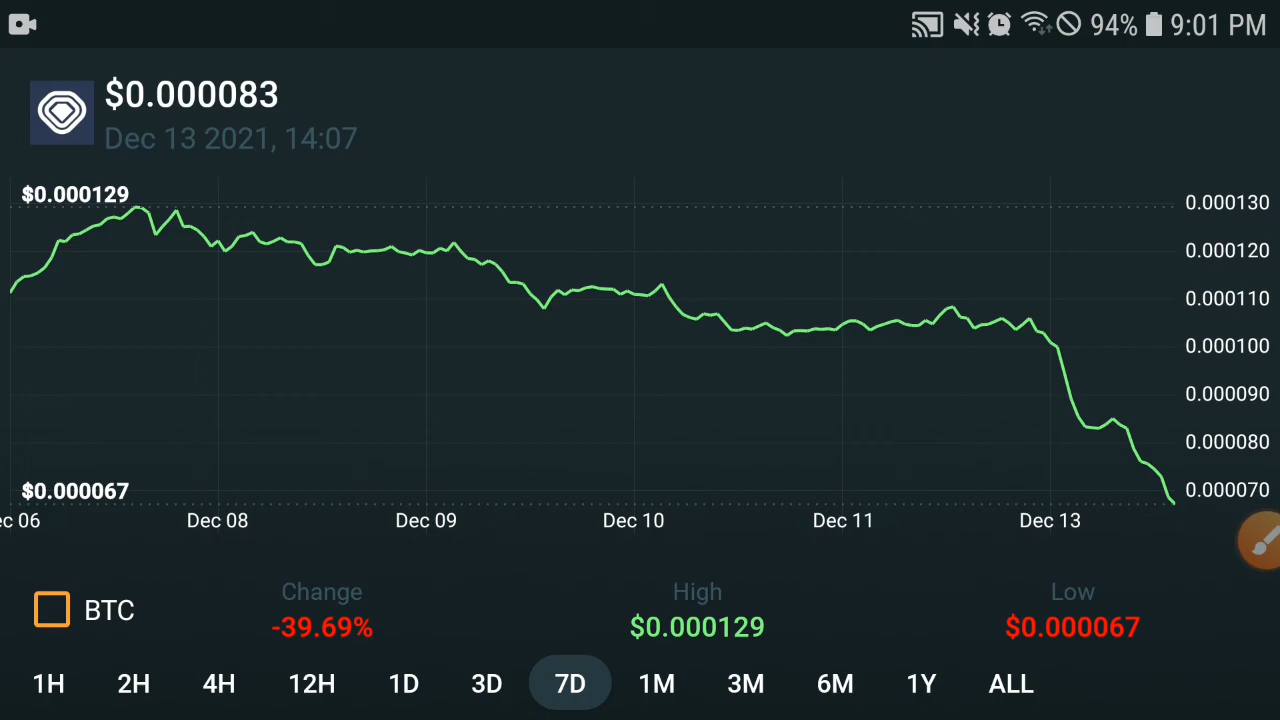 94% 9:01 PM
$0.000083
Dec 13 2021, 14:07
$0.000129
0.000130
0.000120
0.000110
0.000100
0.000090
0.000080
$0.000067
0.000070
ec 06 Dec 08 Dec 09 Dec 10 Dec 11 Dec 13
BTC
Change High Low
-39.69% $0.000129 $0.000067
1H 2H 4H 12H 1D 3D 7D 1M 3M 6M 1Y ALL